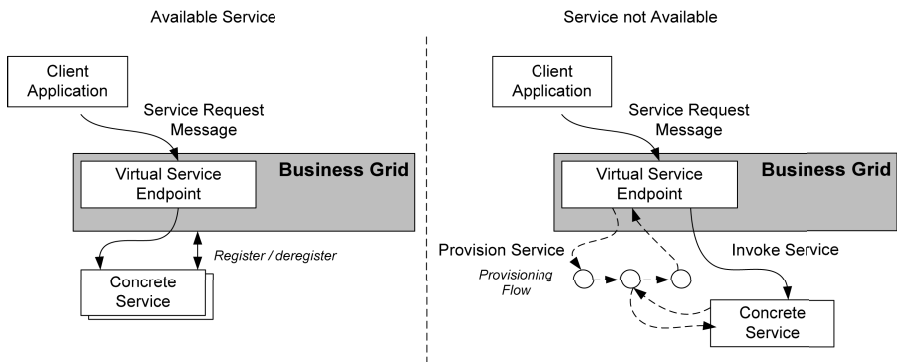 Available Service
Client
Application
Service Request
Message
Business Grid
Virtual Service
Endpoint
Register / deregister
Concrete
Service
Service not Available
Client
Application
Service Request
Message
Business Grid
Virtual Service
Endpoint
Provision Service
Invoke Service
Provisioning
Flow
Concrete
Service